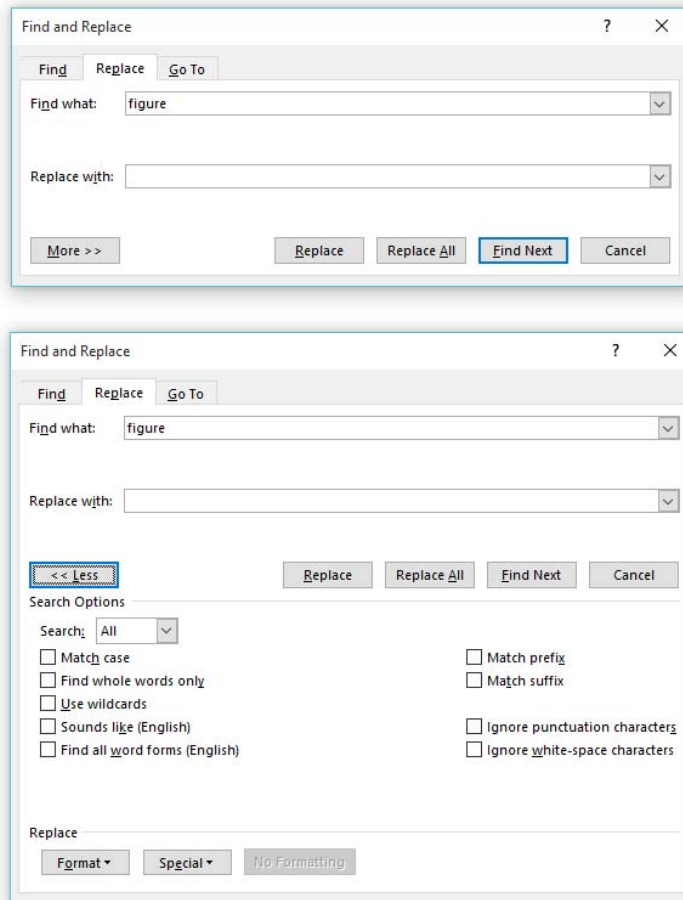 Find and Replace ? ×
Find Replace Go To
Find what: figure
Replace with:
More >> Replace Replace All Find Next Cancel
Find and Replace ? ×
Find Replace Go To
Find what: figure
Replace with:
<< Less Replace Replace All Find Next Cancel
Search Options
Search: All
Match case Match prefix
Find whole words only Match suffix
Use wildcards
Sounds like (English) Ignore punctuation characters
Find all word forms (English) Ignore white-space characters
Replace
Format Special No Formatting